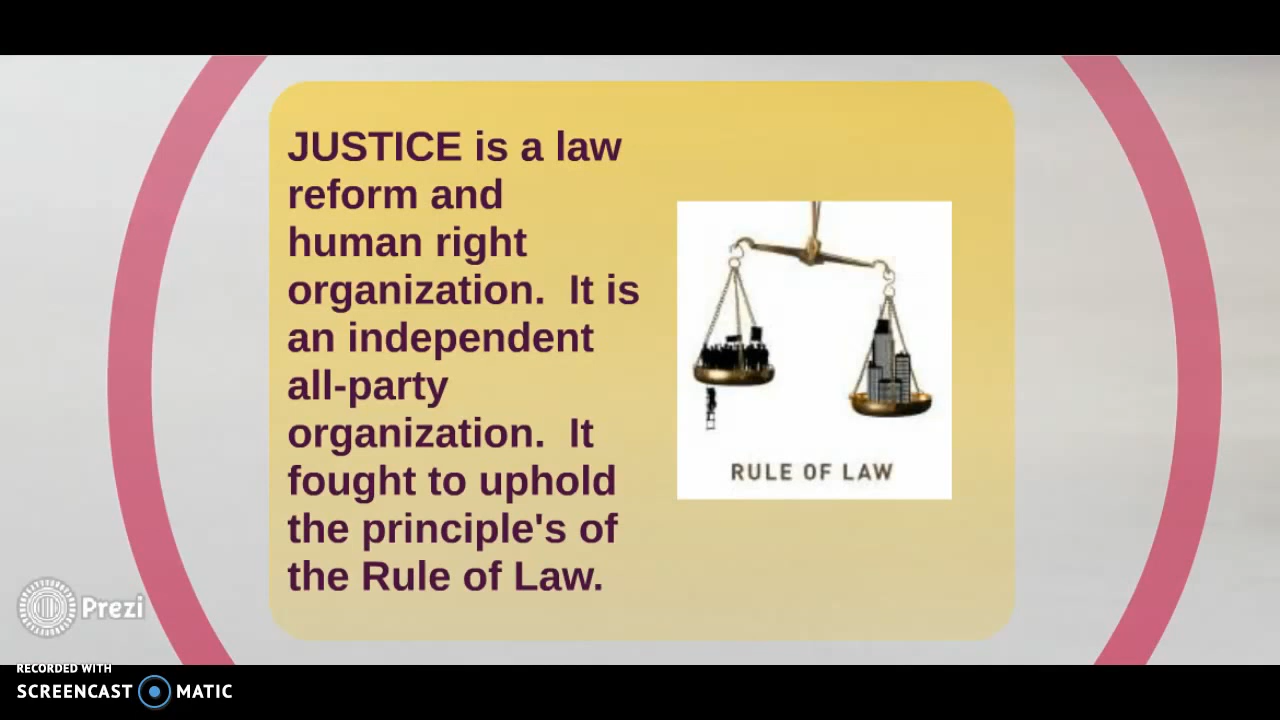 JUSTICE is a law
reform and
human right
organization.  It is
an independent
all-party
organization.  It
fought to uphold
the principle's of
the Rule of Law.
RULE OF LAW
Prezi
RECORDED WITH
SCREENCAST MATIC